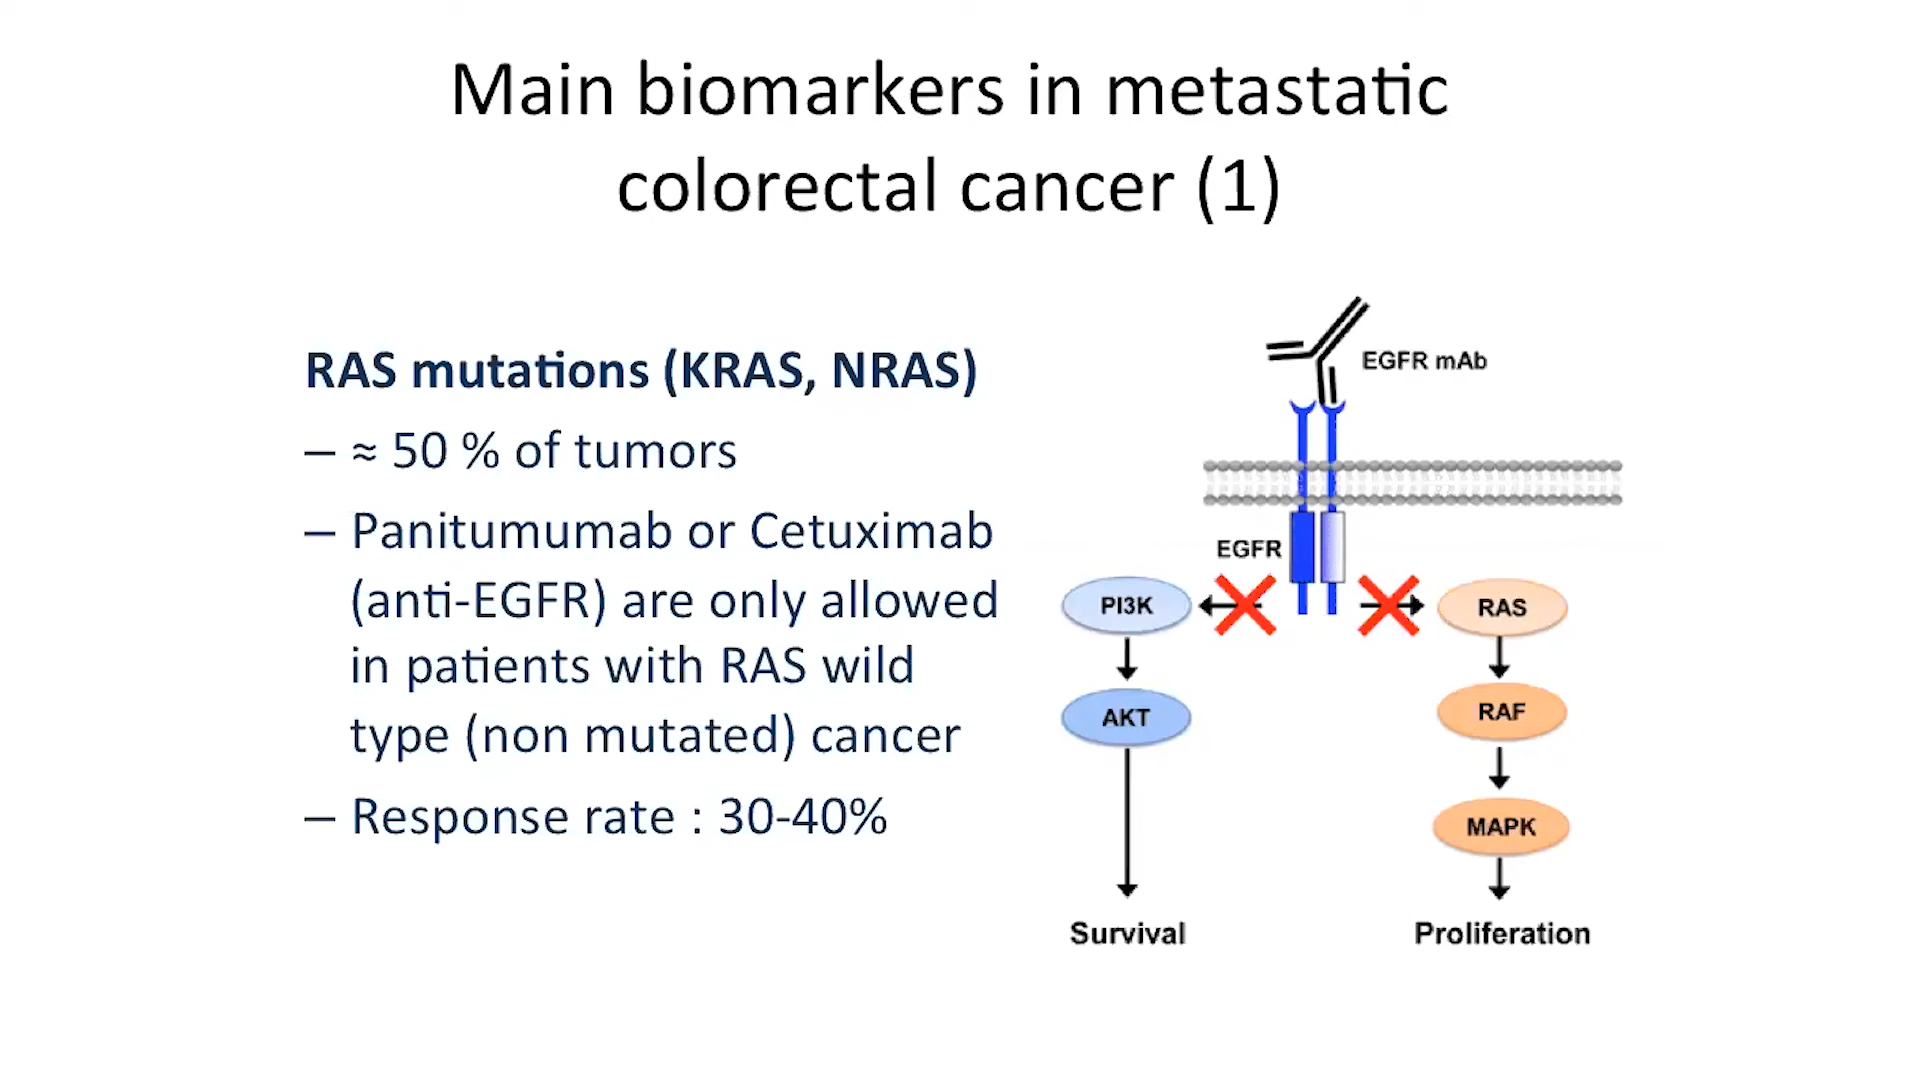 Main biomarkers in metastatic
colorectal cancer (1)
RAS mutations (KRAS, NRAS)
– ≈ 50 % of tumors
– Panitumumab or Cetuximab
(anti-EGFR) are only allowed
in patients with RAS wild
type (non mutated) cancer
– Response rate : 30-40%
EGFR mAb
EGFR
PI3K
RAS
AKT
RAF
MAPK
Survival
Proliferation